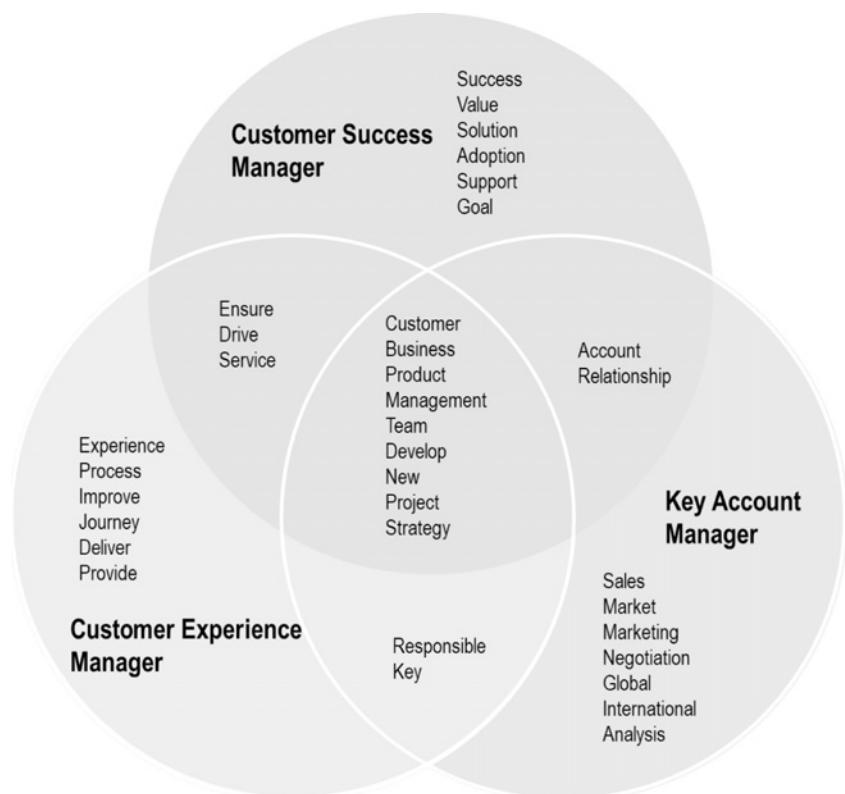 Customer Success
Manager
Success
Value
Solution
Adoption
Support
Goal
Ensure
Drive
Service
Customer
Business
Product
Management
Team
Develop
New
Project
Strategy
Account
Relationship
Experience
Process
Improve
Journey
Deliver
Provide
Customer Experience
Manager
Responsible
Key
Key Account
Manager
Sales
Market
Marketing
Negotiation
Global
International
Analysis